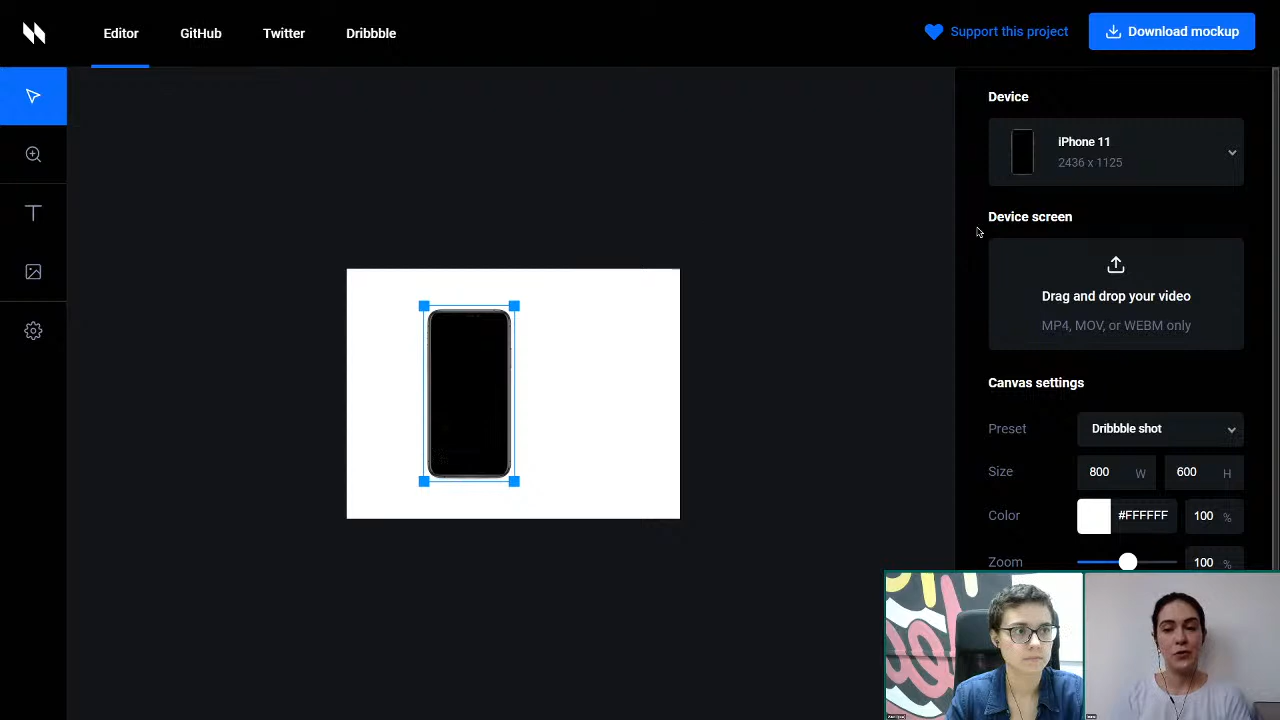 Editor
GitHub
Twitter
Dribbble
Support this project
Download mockup
Device
iPhone 11
2436 x 1125
Device screen
Drag and drop your video
MP4, MOV, or WEBM only
Canvas settings
Preset
Dribbble shot
Size
800 W
600 H
Color
#FFFFFF
100 %
Zoom
100 %